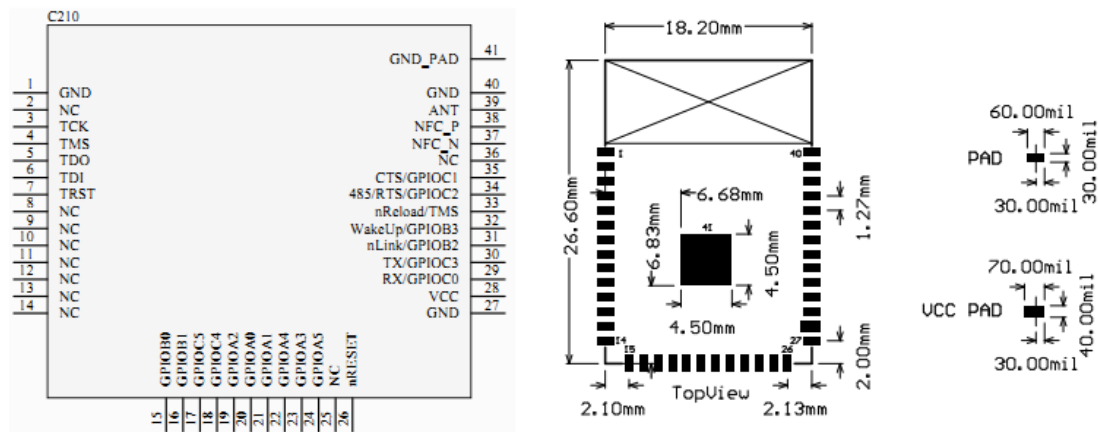 C210
GND_PAD 41
1 GND
2 NC
3 TCK
4 TMS
5 TDO
6 TDI
7 TRST
8 NC
9 NC
10 NC
11 NC
12 NC
13 NC
14 NC
GND 40
ANT 39
NFC_P 38
NFC_N 37
NC 36
CTS/GPIOC1 35
485/RTS/GPIOC2 34
nReload/TMS 33
WakeUp/GPIOB3 32
nLink/GPIOB2 31
TX/GPIOC3 30
RX/GPIOC0 29
VCC 28
GND 27
GPIOB0 15
GPIOB1 16
GPIOC5 17
GPIOC4 18
GPIOA2 19
GPIOA0 20
GPIOA1 21
GPIOA4 22
GPIOA3 23
GPIOA5 24
NC 25
nRESET 26
18.20mm
26.60mm
1
40
6.68mm
1.27mm
41
6.83mm
4.50mm
4.50mm
14
27
15
26
2.00mm
TopView
2.10mm
2.13mm
60.00mil
PAD
30.00mil
30.00mil
70.00mil
VCC PAD
40.00mil
30.00mil